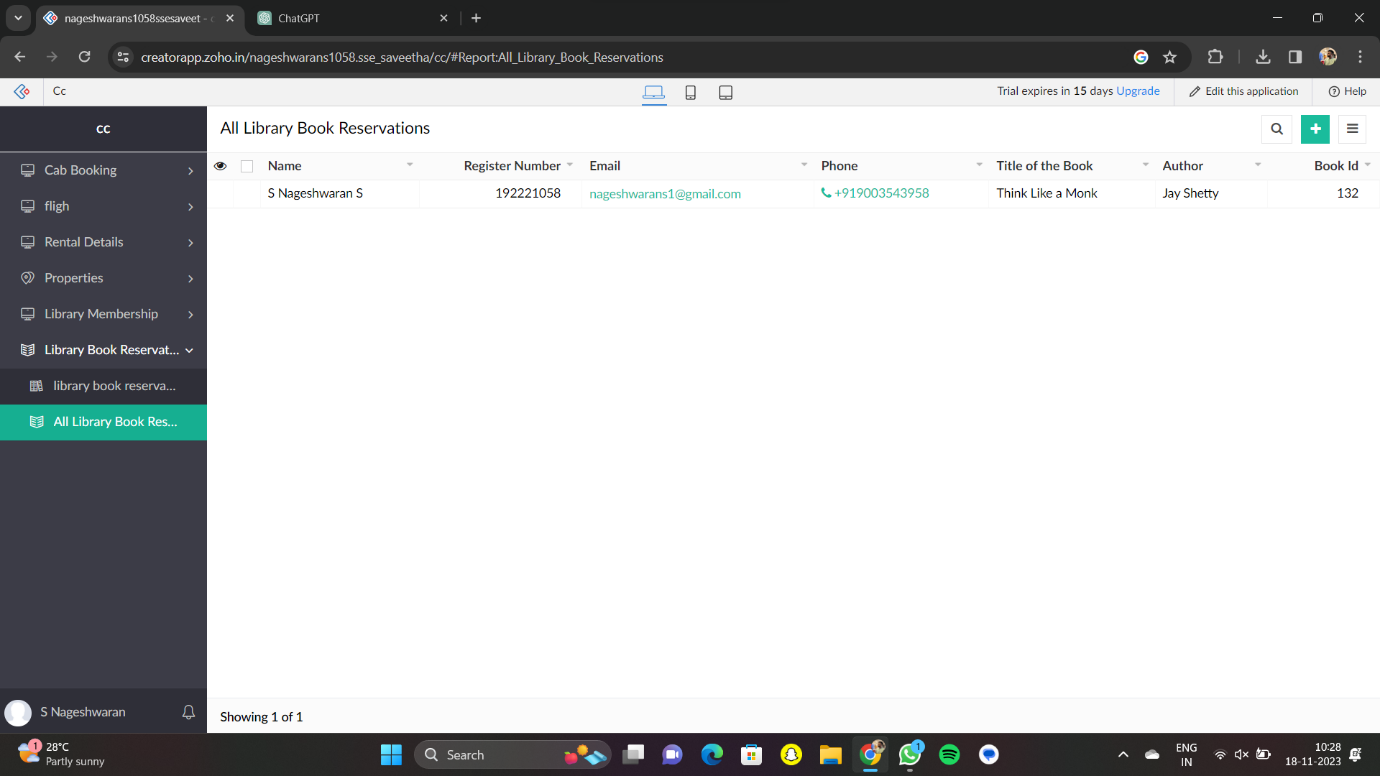 nageshwarans1058ssesaveet - c
ChatGPT
creatorapp.zoho.in/nageshwarans1058.sse_saveetha/cc/#Report:All_Library_Book_Reservations
Cc
Trial expires in 15 days Upgrade
Edit this application
Help
CC
All Library Book Reservations
Name Register Number Email Phone Title of the Book Author Book Id
S Nageshwaran S 192221058 nageshwarans1@gmail.com +919003543958 Think Like a Monk Jay Shetty 132
Cab Booking
fligh
Rental Details
Properties
Library Membership
Library Book Reservat...
library book reserva...
All Library Book Res...
S Nageshwaran
Showing 1 of 1
1
28°C
Partly sunny
Search
1
ENG
IN
10:28
18-11-2023